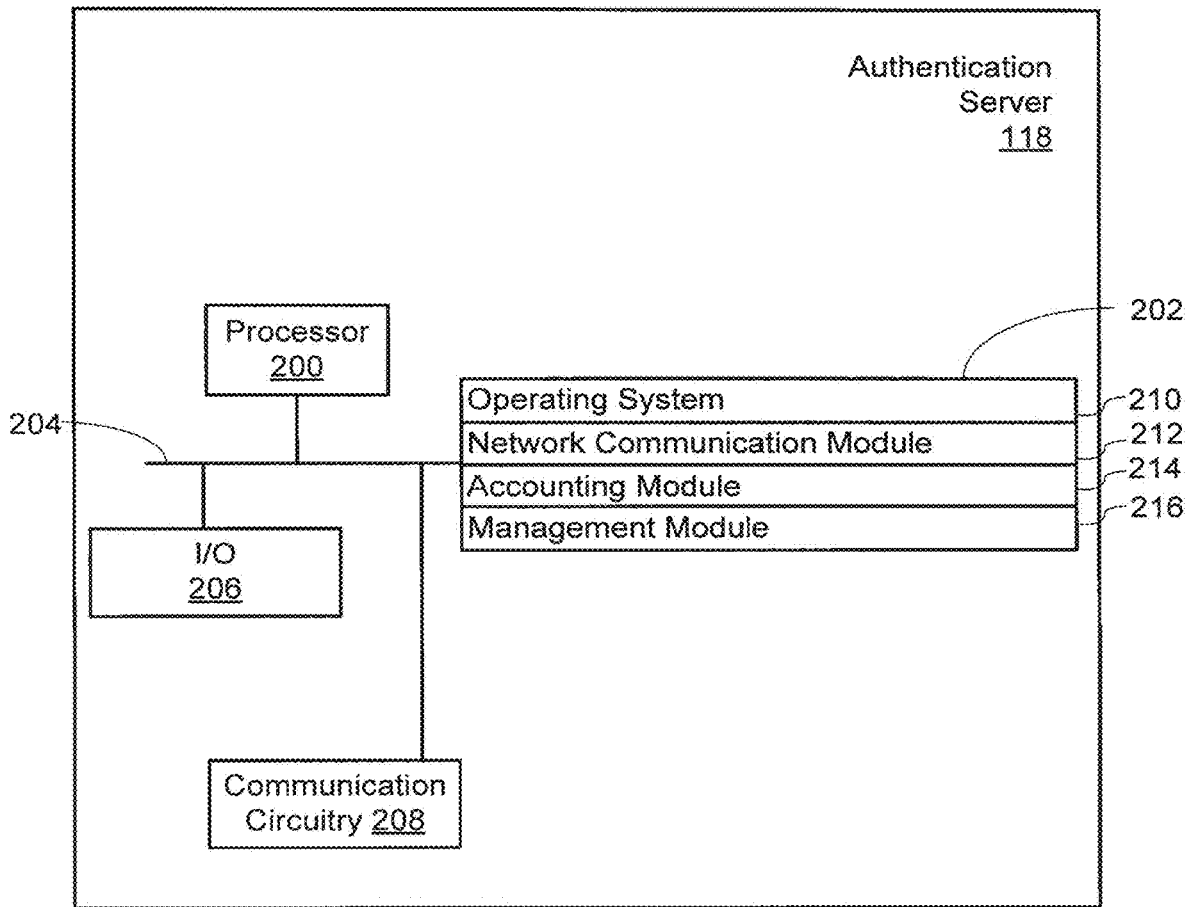 Authentication
Server
118
202
Processor
200
Operating System
210
204
Network Communication Module
212
Accounting Module
214
Management Module
216
I/O
206
Communication
Circuitry 208